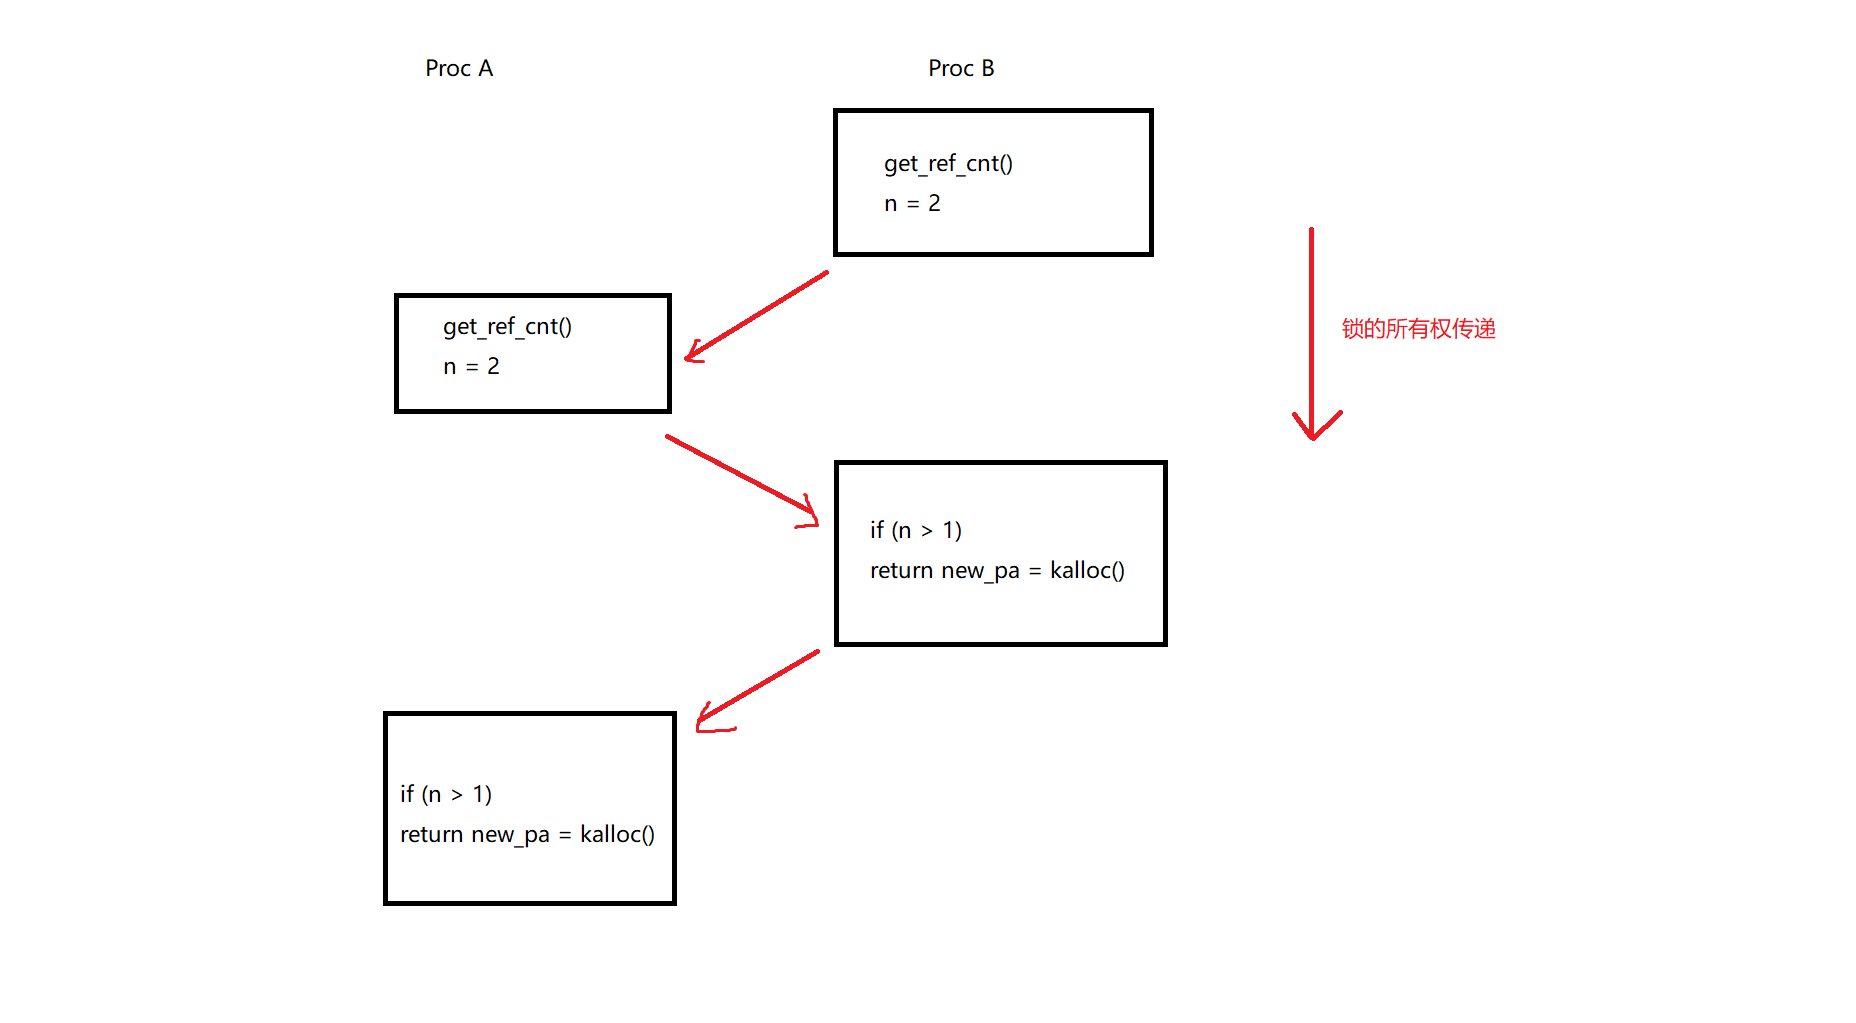 Proc A
Proc B
get_ref_cnt()
n = 2
get_ref_cnt()
n = 2
锁的所有权传递
if (n > 1)
return new_pa = kalloc()
if (n > 1)
return new_pa = kalloc()